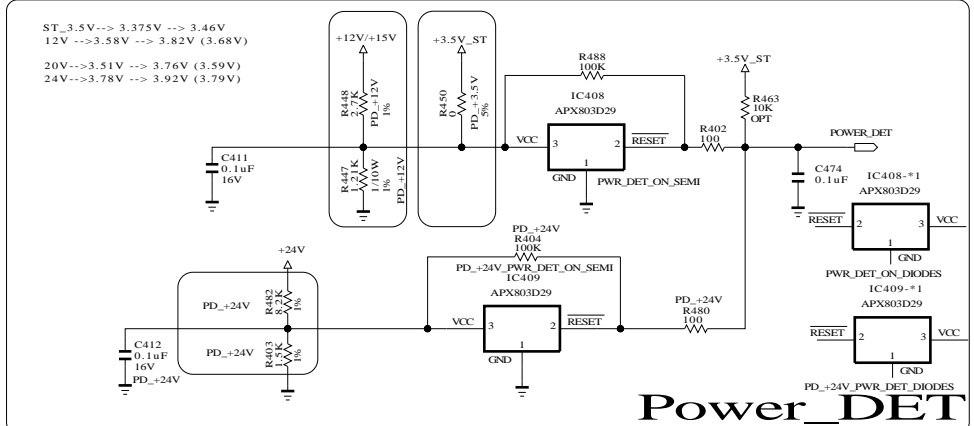 ST_3.5V--> 3.375V --> 3.46V
12V -->3.58V --> 3.82V (3.68V)
20V-->3.51V --> 3.76V (3.59V)
24V-->3.78V --> 3.92V (3.79V)
+12V/+15V
R448
2.7K
PD_+12V
1%
R447
1.21K
1/10W
1%
PD_+12V
+3.5V_ST
R450
0
PD_+3.5V
5%
C411
0.1uF
16V
R488
100K
IC408
APX803D29
VCC
3
2
RESET
1
GND
PWR_DET_ON_SEMI
R402
100
+3.5V_ST
R463
10K
OPT
POWER_DET
C474
0.1uF
IC408-*1
APX803D29
RESET
2
3
VCC
1
GND
PWR_DET_ON_DIODES
+24V
PD_+24V
R482
8.2K
1%
PD_+24V
R403
1.5K
1%
C412
0.1uF
16V
PD_+24V
PD_+24V
R404
100K
PD_+24V_PWR_DET_ON_SEMI
IC409
APX803D29
VCC
3
2
RESET
1
GND
PD_+24V
R480
100
IC409-*1
APX803D29
RESET
2
3
VCC
1
GND
PD_+24V_PWR_DET_DIODES
Power_DET